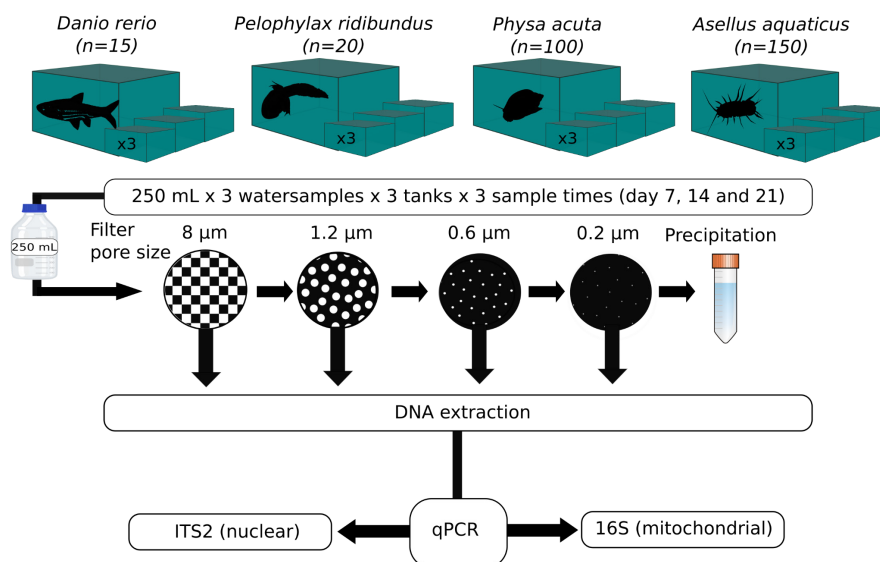 Danio rerio
(n=15)
Pelophylax ridibundus
(n=20)
Physa acuta
(n=100)
Asellus aquaticus
(n=150)
x3
x3
x3
x3
250 mL x 3 watersamples x 3 tanks x 3 sample times (day 7, 14 and 21)
250 mL
Filter
pore size
8 µm
1.2 µm
0.6 µm
0.2 µm
Precipitation
DNA extraction
ITS2 (nuclear)
qPCR
16S (mitochondrial)